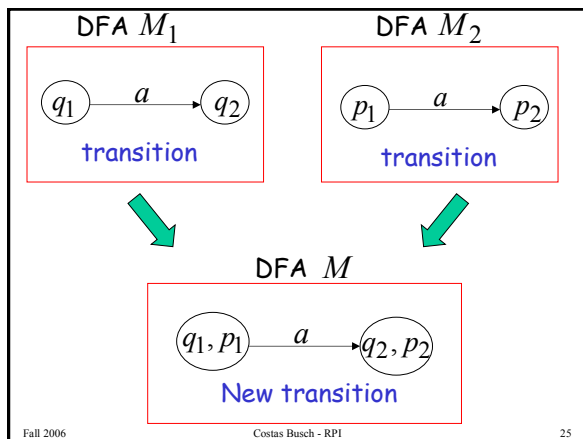 DFA M₁
DFA M₂
q₁ a q₂
p₁ a p₂
transition
transition
DFA M
q₁, p₁ a q₂, p₂
New transition
Fall 2006 Costas Busch - RPI 25